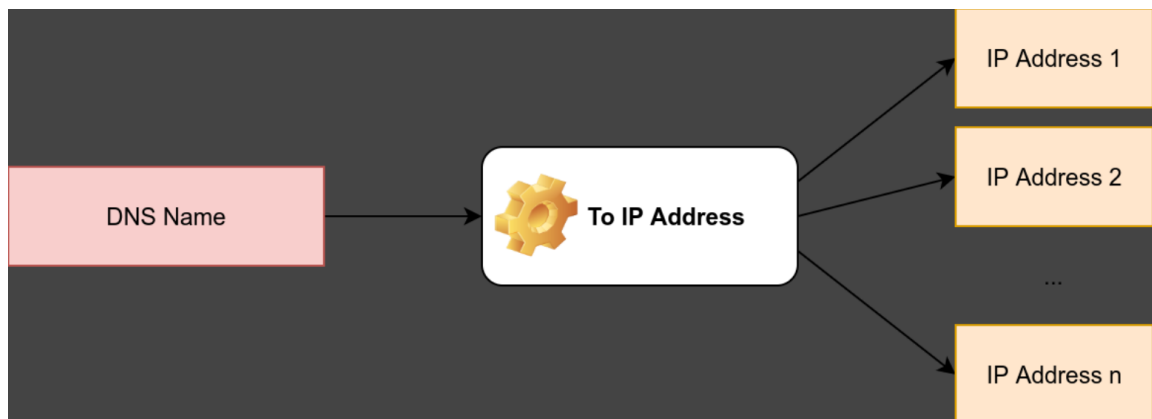 DNS Name
To IP Address
IP Address 1
IP Address 2
...
IP Address n